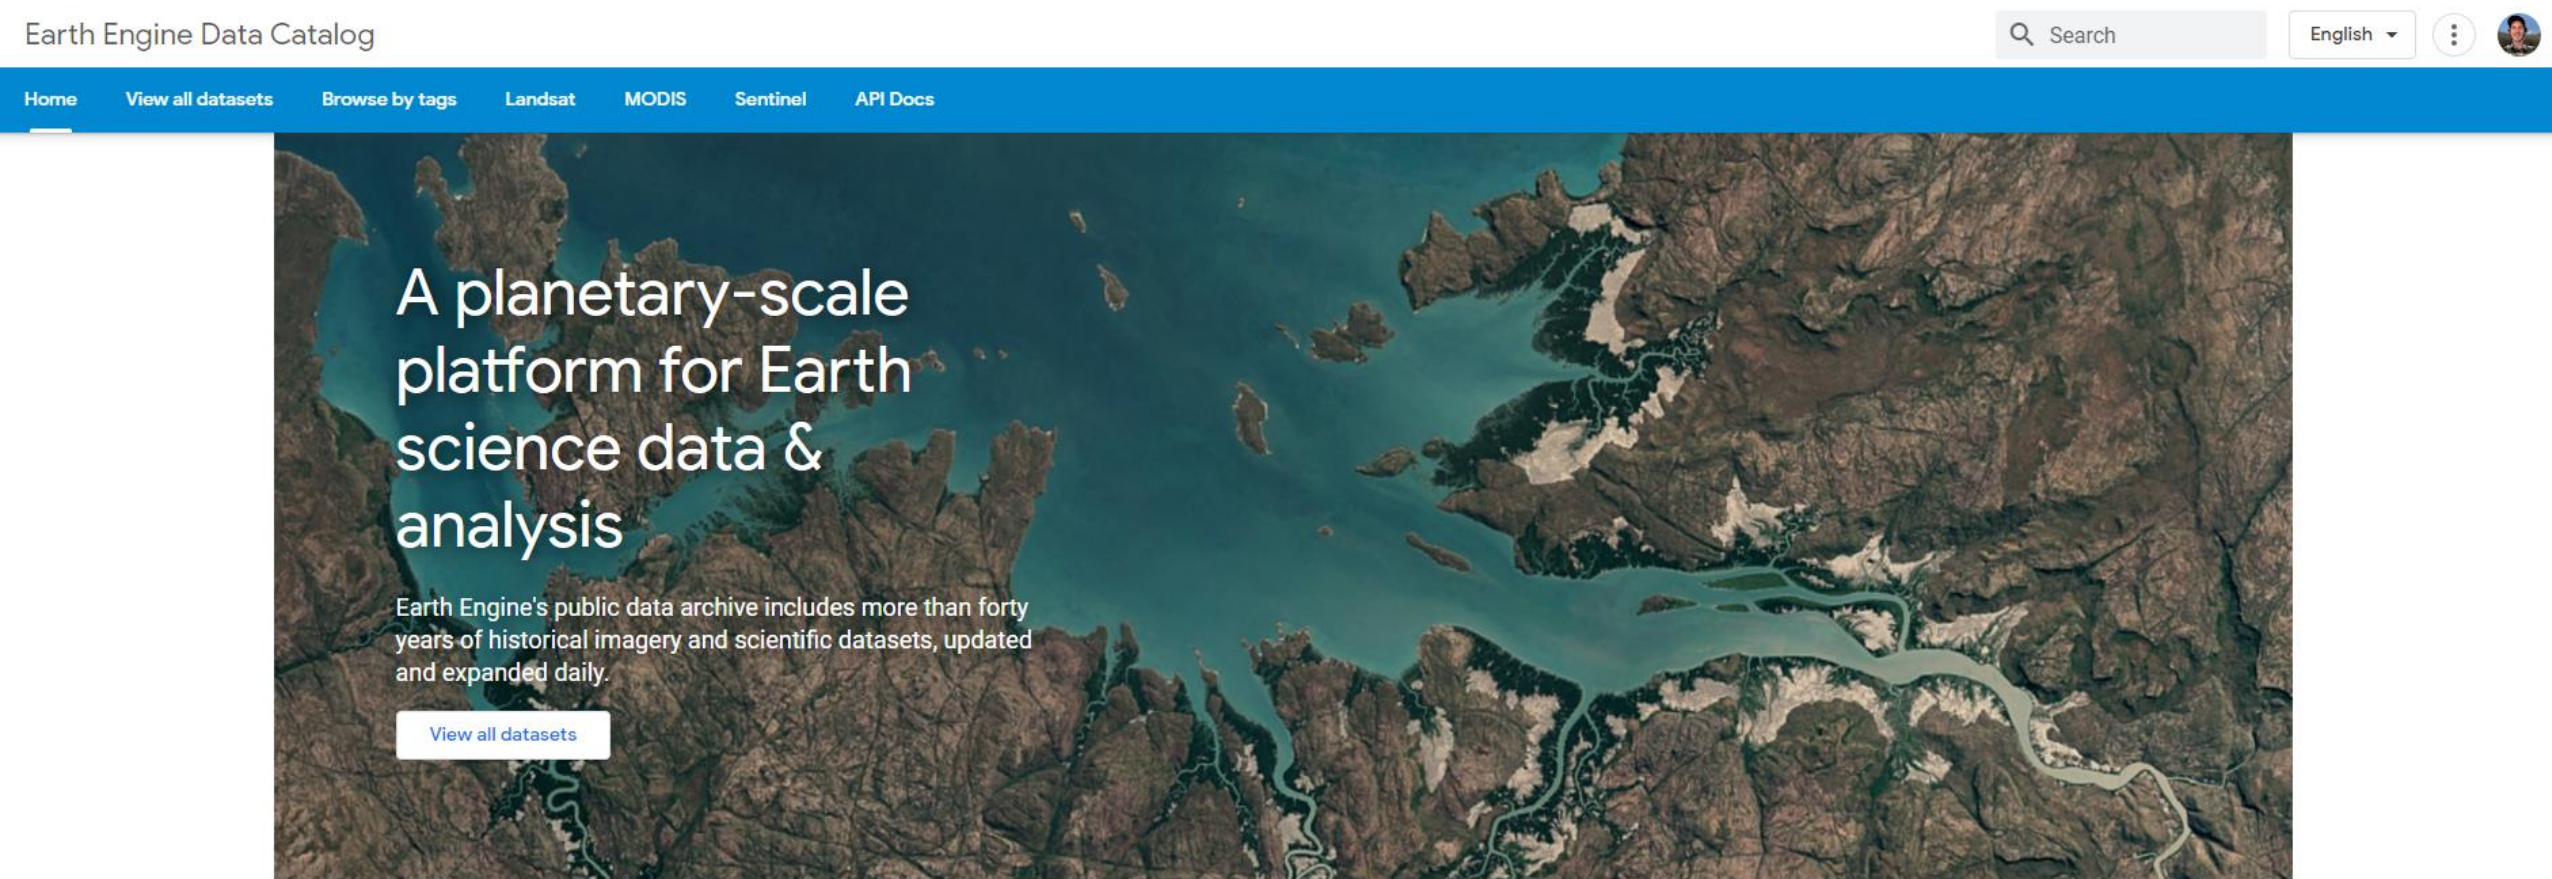 Earth Engine Data Catalog
Search
English
Home
View all datasets
Browse by tags
Landsat
MODIS
Sentinel
API Docs
A planetary-scale
platform for Earth
science data &
analysis
Earth Engine's public data archive includes more than forty
years of historical imagery and scientific datasets, updated
and expanded daily.
View all datasets